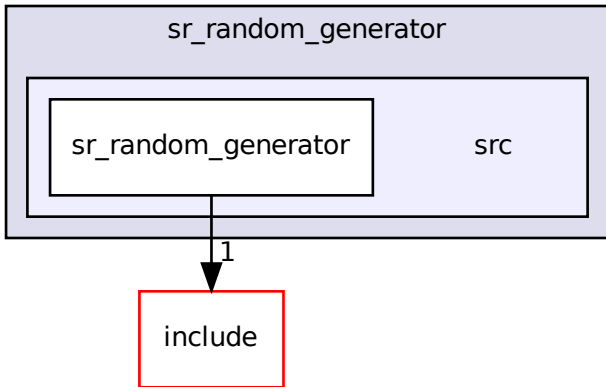 sr_random_generator
sr_random_generator src
1
include